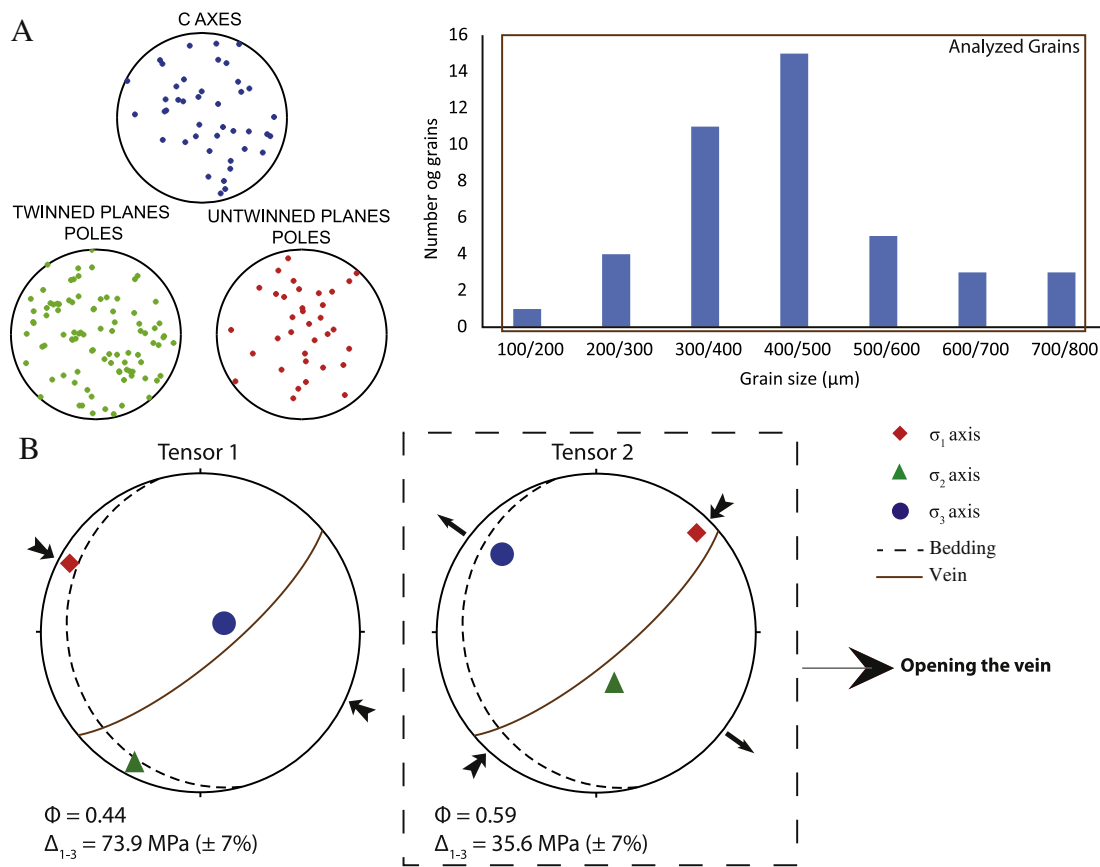 A
C AXES
TWINNED PLANES
POLES
UNTWINNED PLANES
POLES
Analyzed Grains
Number og grains
16
14
12
10
8
6
4
2
0
100/200 200/300 300/400 400/500 500/600 600/700 700/800
Grain size (μm)
B
Tensor 1
Φ = 0.44
Δ1-3 = 73.9 MPa (± 7%)
Tensor 2
Φ = 0.59
Δ1-3 = 35.6 MPa (± 7%)
σ1 axis
σ2 axis
σ3 axis
Bedding
Vein
Opening the vein